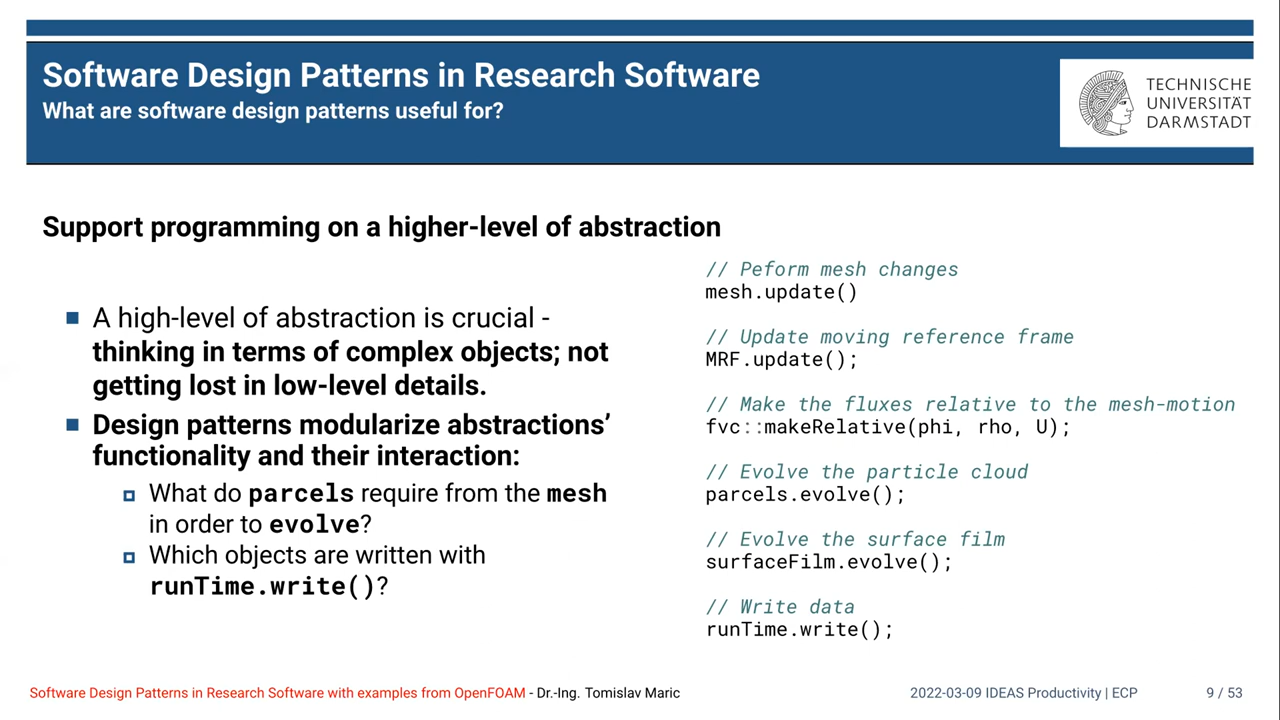 Software Design Patterns in Research Software
What are software design patterns useful for?
TECHNISCHE
UNIVERSITÄT
DARMSTADT
Support programming on a higher-level of abstraction
A high-level of abstraction is crucial -
thinking in terms of complex objects; not
getting lost in low-level details.
Design patterns modularize abstractions’
functionality and their interaction:
What do parcels require from the mesh
in order to evolve?
Which objects are written with
runTime.write()?
// Peform mesh changes
mesh.update()
// Update moving reference frame
MRF.update();
// Make the fluxes relative to the mesh-motion
fvc::makeRelative(phi, rho, U);
// Evolve the particle cloud
parcels.evolve();
// Evolve the surface film
surfaceFilm.evolve();
// Write data
runTime.write();
Software Design Patterns in Research Software with examples from OpenFOAM - Dr.-Ing. Tomislav Maric
2022-03-09 IDEAS Productivity | ECP
9 / 53